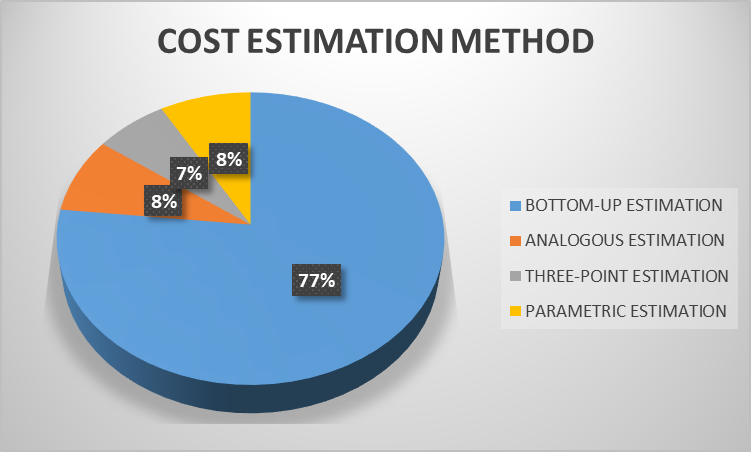 COST ESTIMATION METHOD
8%
7%
8%
77%
BOTTOM-UP ESTIMATION
ANALOGOUS ESTIMATION
THREE-POINT ESTIMATION
PARAMETRIC ESTIMATION